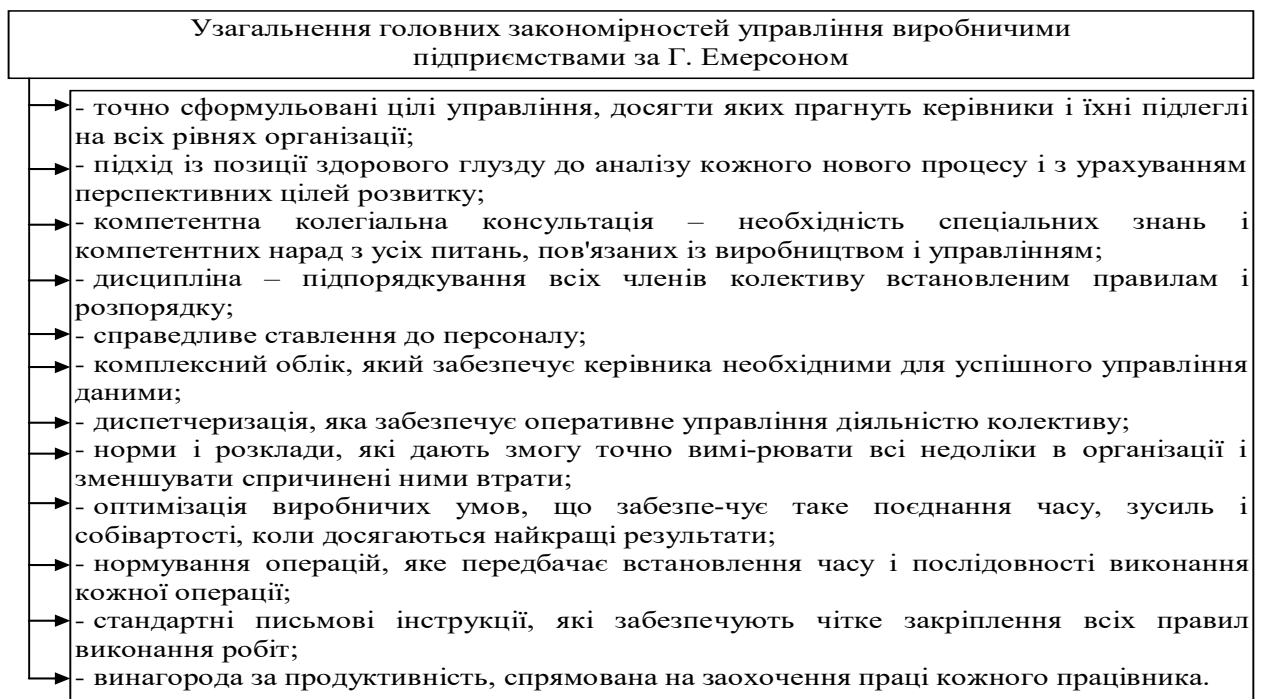 Узагальнення головних закономірностей управління виробничими
підприємствами за Г. Емерсоном
- точно сформульовані цілі управління, досягти яких прагнуть керівники і їхні підлеглі
на всіх рівнях організації;
- підхід із позиції здорового глузду до аналізу кожного нового процесу і з урахуванням
перспективних цілей розвитку;
- компетентна колегіальна консультація – необхідність спеціальних знань і
компетентних нарад з усіх питань, пов'язаних із виробництвом і управлінням;
- дисципліна – підпорядкування всіх членів колективу встановленим правилам і
розпорядку;
- справедливе ставлення до персоналу;
- комплексний облік, який забезпечує керівника необхідними для успішного управління
даними;
- диспетчеризація, яка забезпечує оперативне управління діяльністю колективу;
- норми і розклади, які дають змогу точно вимі-рювати всі недоліки в організації і
зменшувати спричинені ними втрати;
- оптимізація виробничих умов, що забезпе-чує таке поєднання часу, зусиль і
собівартості, коли досягаються найкращі результати;
- нормування операцій, яке передбачає встановлення часу і послідовності виконання
кожної операції;
- стандартні письмові інструкції, які забезпечують чітке закріплення всіх правил
виконання робіт;
- винагорода за продуктивність, спрямована на заохочення праці кожного працівника.